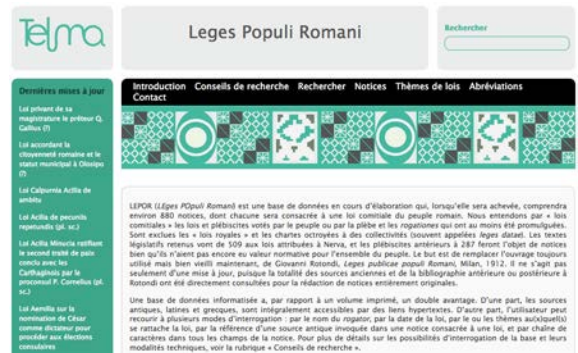 Telma
Leges Populi Romani
Rechercher
Dernières mises à jour
Loi privant de sa
magistrature le préteur Q.
Gallius (?)
Loi accordant la
citoyenneté romaine et le
statut municipal à Olisipo
(?)
Loi Calpurnia Acilia de
ambitu
Loi Acilia de pecuniis
repetundis (pl. sc.)
Loi Acilia Minucia ratifiant
le second traité de paix
conclu avec les
Carthaginois par le
proconsul P. Cornelius (pl.
sc.)
Loi Aemilia sur la
nomination de César
comme dictateur pour
procéder aux élections
consulaires
Introduction Conseils de recherche Rechercher Notices Thèmes de lois Abréviations
Contact
LEPOR (LEges POpuli Romani) est une base de données en cours d'élaboration qui, lorsqu'elle sera achevée, comprendra
environ 880 notices, dont chacune sera consacrée à une loi comitiale du peuple romain. Nous entendons par « lois
comitiales » les lois et plébiscites votés par le peuple ou par la plèbe et les rogationes qui ont au moins été promulguées.
Sont exclues les « lois royales » et les chartes octroyées à des collectivités (souvent appelées leges datae). Les textes
législatifs retenus vont de 509 aux lois attribuées à Nerva, et les plébiscites antérieurs à 287 feront l'objet de notices
bien qu'ils n'aient pas encore eu valeur normative pour l'ensemble du peuple. Le but est de remplacer l'ouvrage toujours
utilisé mais bien vieilli maintenant, de Giovanni Rotondi, Leges publicae populi Romani, Milan, 1912. Il ne s'agit pas
seulement d'une mise à jour, puisque la totalité des sources anciennes et de la bibliographie antérieure ou postérieure à
Rotondi ont été directement consultées pour la rédaction de notices entièrement originales.
Une base de données informatisée a, par rapport à un volume imprimé, un double avantage. D'une part, les sources
antiques, latines et grecques, sont intégralement accessibles par des liens hypertextes. D'autre part, l'utilisateur peut
recourir à plusieurs modes d'interrogation : par le nom du rogator, par la date de la loi, par le ou les thèmes au(x)quel(s)
se rattache la loi, par la référence d'une source antique invoquée dans une notice consacrée à une loi, et par chaîne de
caractères dans tous les champs de la notice. Pour plus de détails sur les possibilités d'interrogation de la base et leurs
modalités techniques, voir la rubrique « Conseils de recherche ».